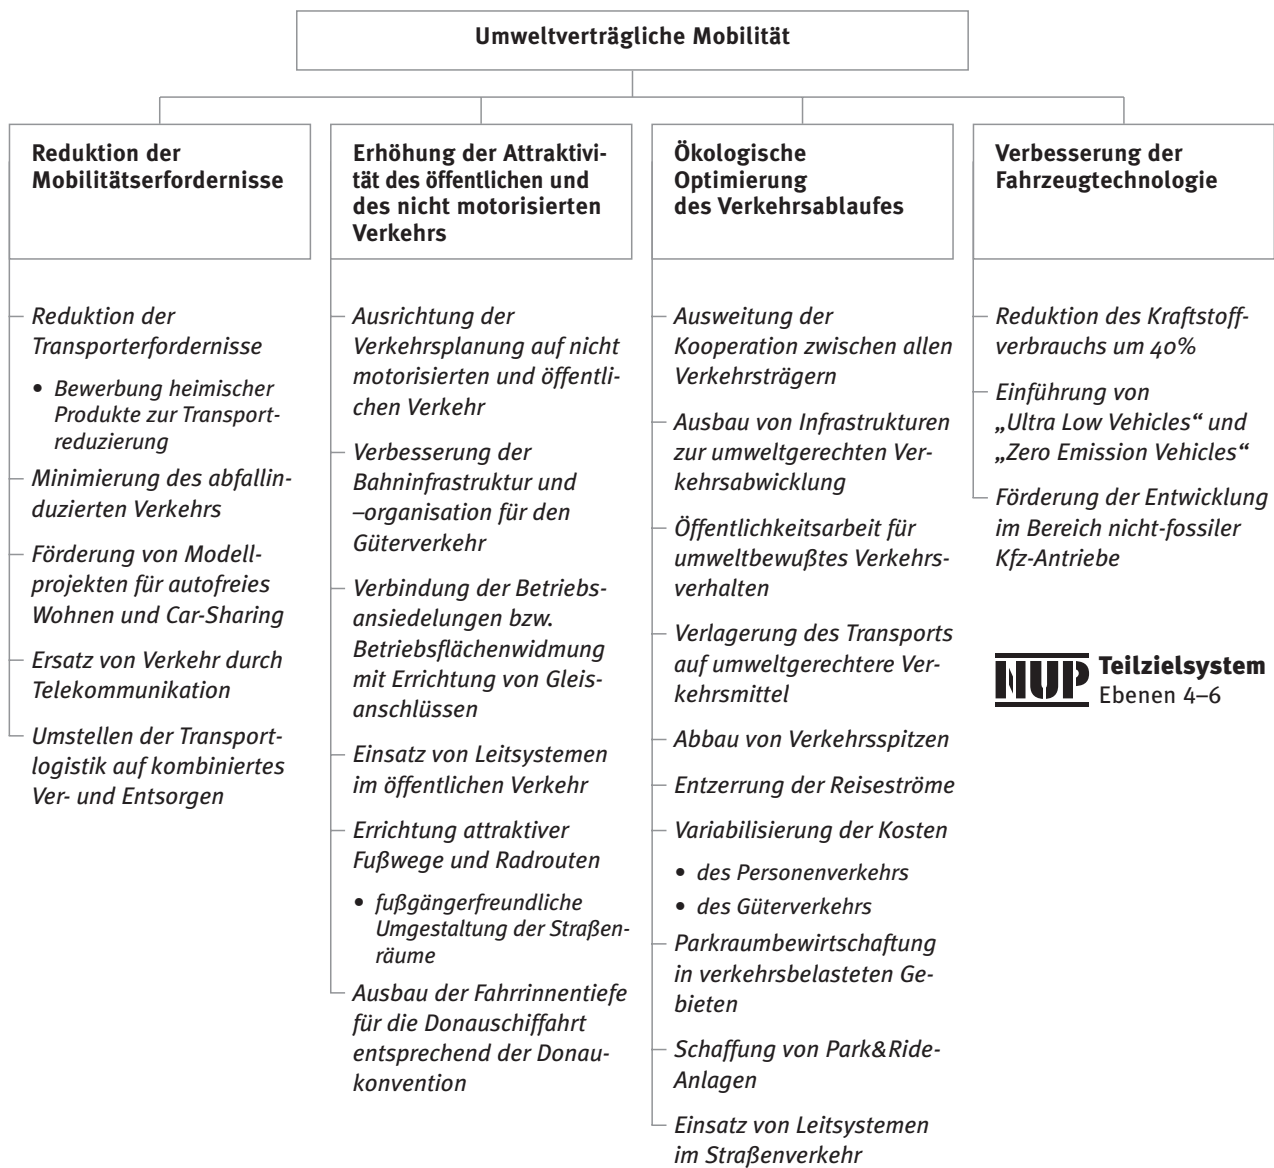 Umweltverträgliche Mobilität
Reduktion der
Mobilitätserfordernisse
Reduktion der
Transporterfordernisse
• Bewerbung heimischer
Produkte zur Transport-
reduzierung
Minimierung des abfallin-
duzierten Verkehrs
Förderung von Modell-
projekten für autofreies
Wohnen und Car-Sharing
Ersatz von Verkehr durch
Telekommunikation
Umstellen der Transport-
logistik auf kombiniertes
Ver- und Entsorgen
Erhöhung der Attraktivi-
tät des öffentlichen und
des nicht motorisierten
Verkehrs
Ausrichtung der
Verkehrsplanung auf nicht
motorisierten und öffentli-
chen Verkehr
Verbesserung der
Bahninfrastruktur und
–organisation für den
Güterverkehr
Verbindung der Betriebs-
ansiedelungen bzw.
Betriebsflächenwidmung
mit Errichtung von Gleis-
anschlüssen
Einsatz von Leitsystemen
im öffentlichen Verkehr
Errichtung attraktiver
Fußwege und Radrouten
• fußgängerfreundliche
Umgestaltung der Straßen-
räume
Ausbau der Fahrrinnentiefe
für die Donauschiffahrt
entsprechend der Donau-
konvention
Ökologische
Optimierung
des Verkehrsablaufes
Ausweitung der
Kooperation zwischen allen
Verkehrsträgern
Ausbau von Infrastrukturen
zur umweltgerechten Ver-
kehrsabwicklung
Öffentlichkeitsarbeit für
umweltbewußtes Verkehrs-
verhalten
Verlagerung des Transports
auf umweltgerechtere Ver-
kehrsmittel
Abbau von Verkehrsspitzen
Entzerrung der Reiseströme
Variabilisierung der Kosten
• des Personenverkehrs
• des Güterverkehrs
Parkraumbewirtschaftung
in verkehrsbelasteten Ge-
bieten
Schaffung von Park&Ride-
Anlagen
Einsatz von Leitsystemen
im Straßenverkehr
Verbesserung der
Fahrzeugtechnologie
Reduktion des Kraftstoff-
verbrauchs um 40%
Einführung von
„Ultra Low Vehicles“ und
„Zero Emission Vehicles“
Förderung der Entwicklung
im Bereich nicht-fossiler
Kfz-Antriebe
NUP Teilzielsystem
Ebenen 4–6